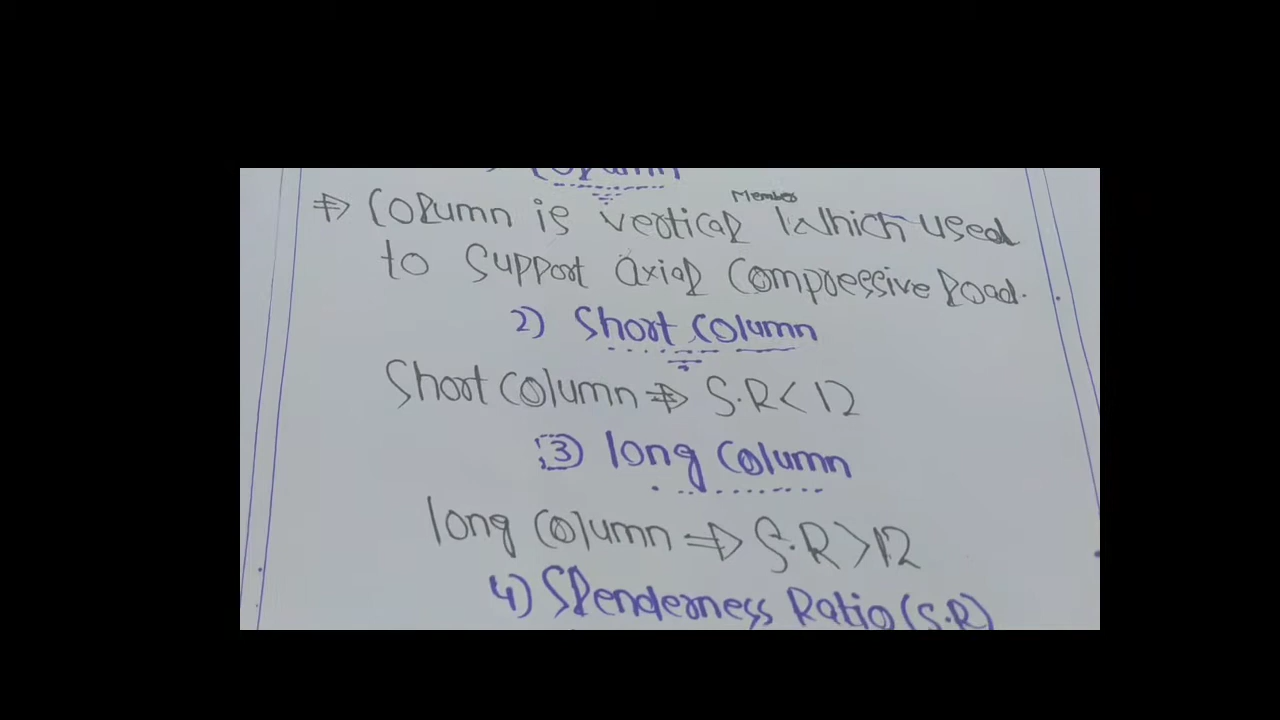 Column
Member
⇒ Column is vertical which used
to support axial compressive load.
2) Short Column
Short Column ⇒ S.R < 12
3) long Column
long Column ⇒ S.R > 12
4) Slenderness Ratio (S.R)